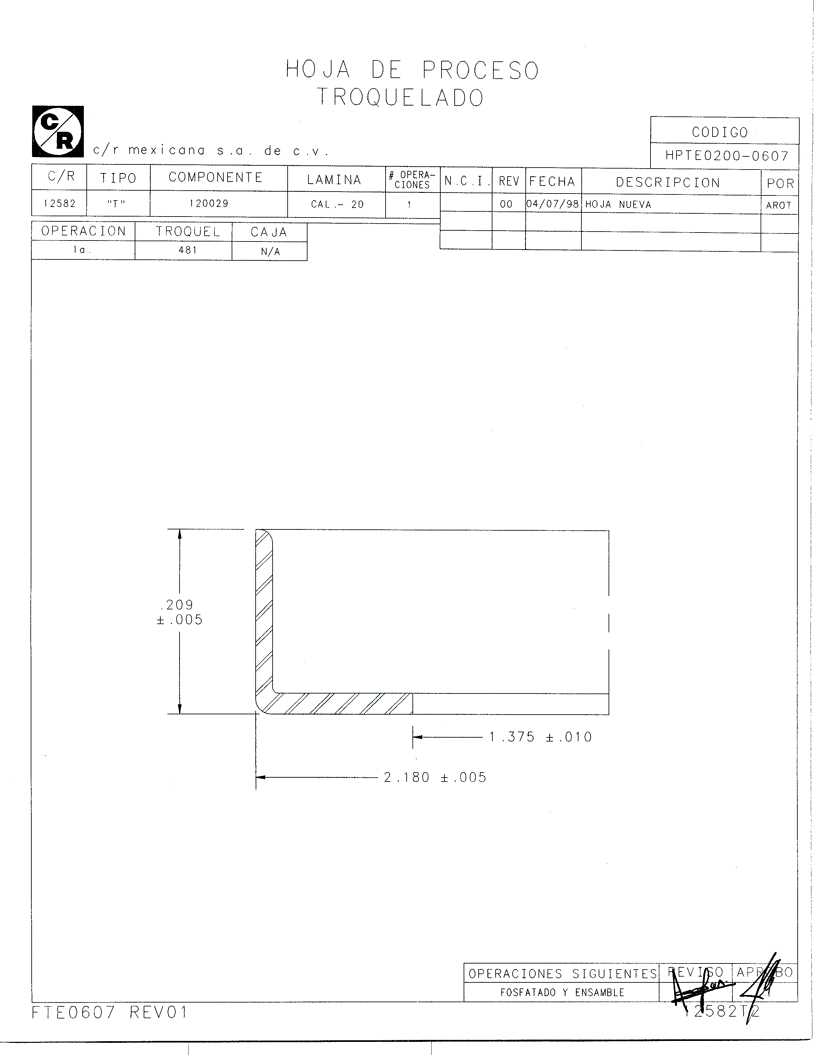 HOJA DE PROCESO
TROQUELADO
C/R
c/r mexicana s.a. de c.v.
CODIGO
HPTE0200-0607
C/R TIPO COMPONENTE LAMINA # OPERA-CIONES N.C.I. REV FECHA DESCRIPCION POR
12582 "T" 120029 CAL.- 20 1 00 04/07/98 HOJA NUEVA AROT
OPERACION TROQUEL CAJA
1a. 481 N/A
.209
±.005
1.375 ±.010
2.180 ±.005
OPERACIONES SIGUIENTES REVISO APROBO
FOSFATADO Y ENSAMBLE
FTE0607 REV01
12582T2